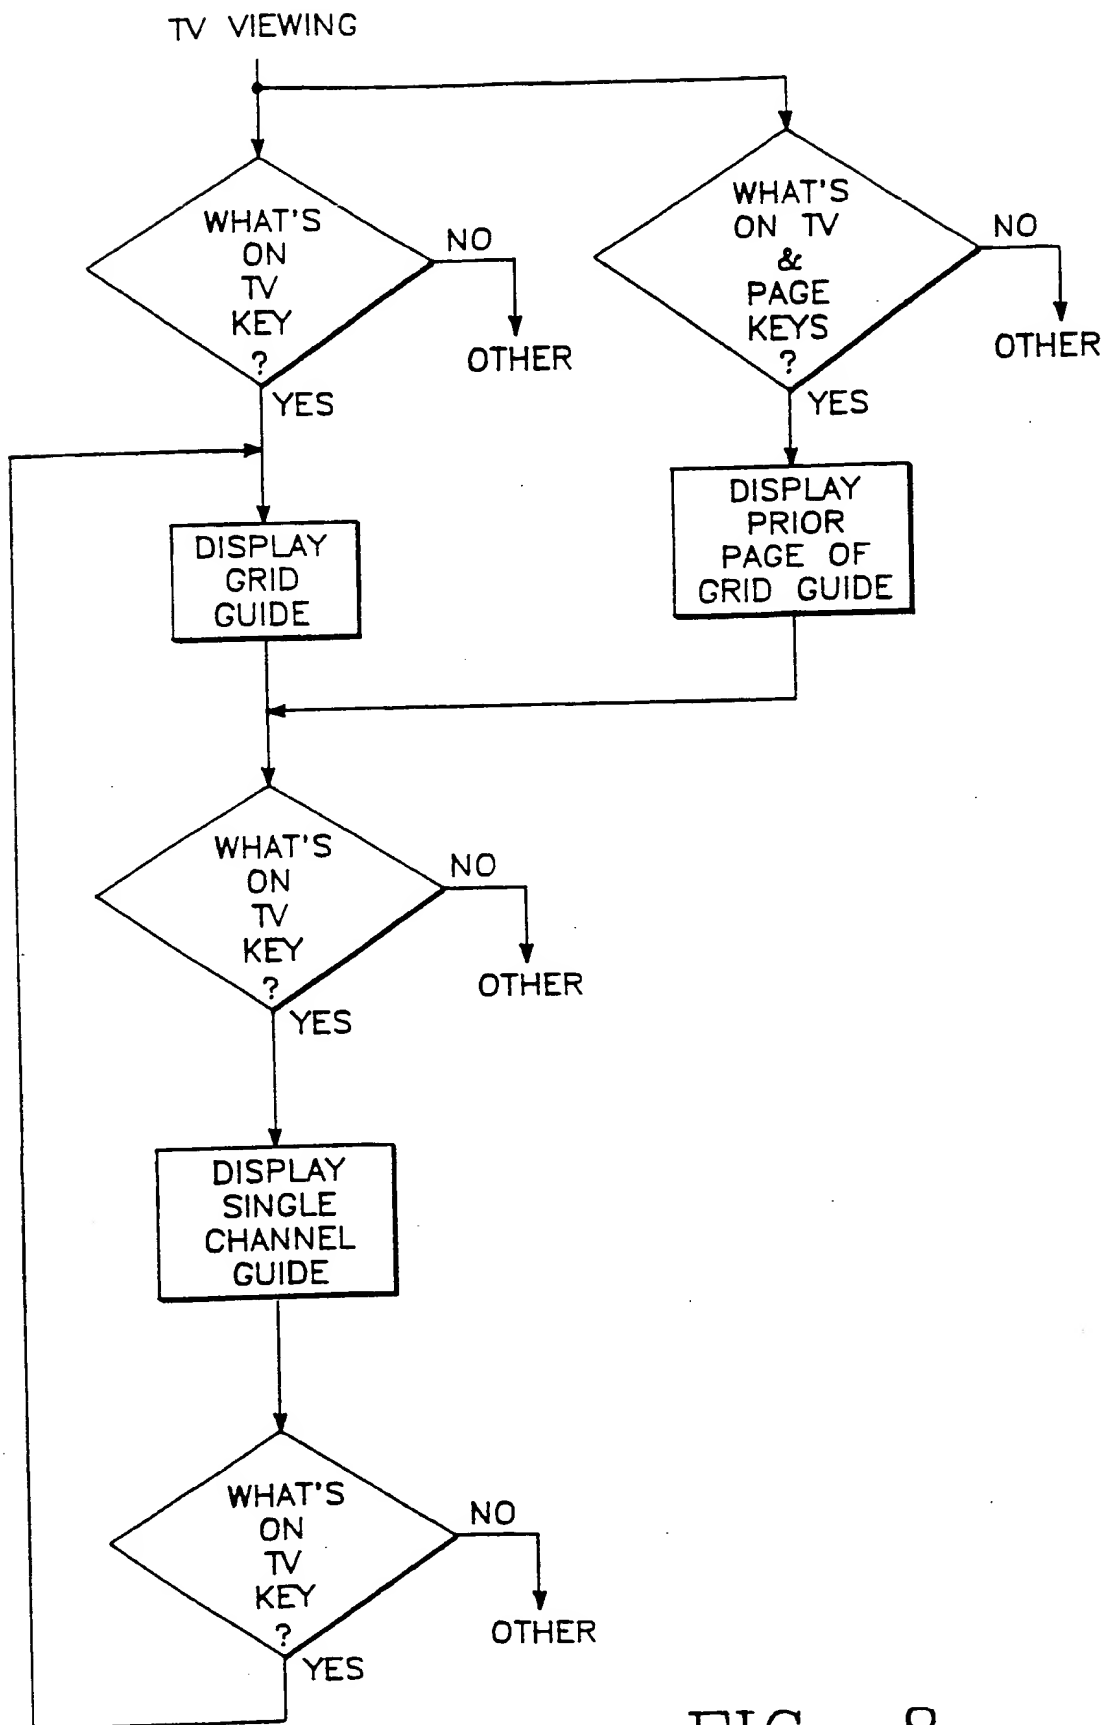 TV VIEWING
WHAT'S
ON
TV
KEY
?
NO
OTHER
YES
WHAT'S
ON TV
&
PAGE
KEYS
?
NO
OTHER
YES
DISPLAY
GRID
GUIDE
DISPLAY
PRIOR
PAGE OF
GRID GUIDE
WHAT'S
ON
TV
KEY
?
NO
OTHER
YES
DISPLAY
SINGLE
CHANNEL
GUIDE
WHAT'S
ON
TV
KEY
?
NO
OTHER
YES
FIG. 8